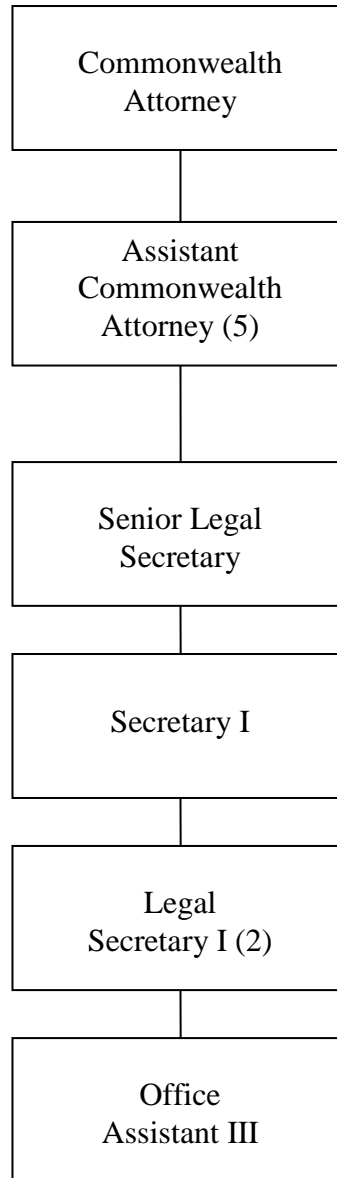 Commonwealth
Attorney
Assistant
Commonwealth
Attorney (5)
Senior Legal
Secretary
Secretary I
Legal
Secretary I (2)
Office
Assistant III